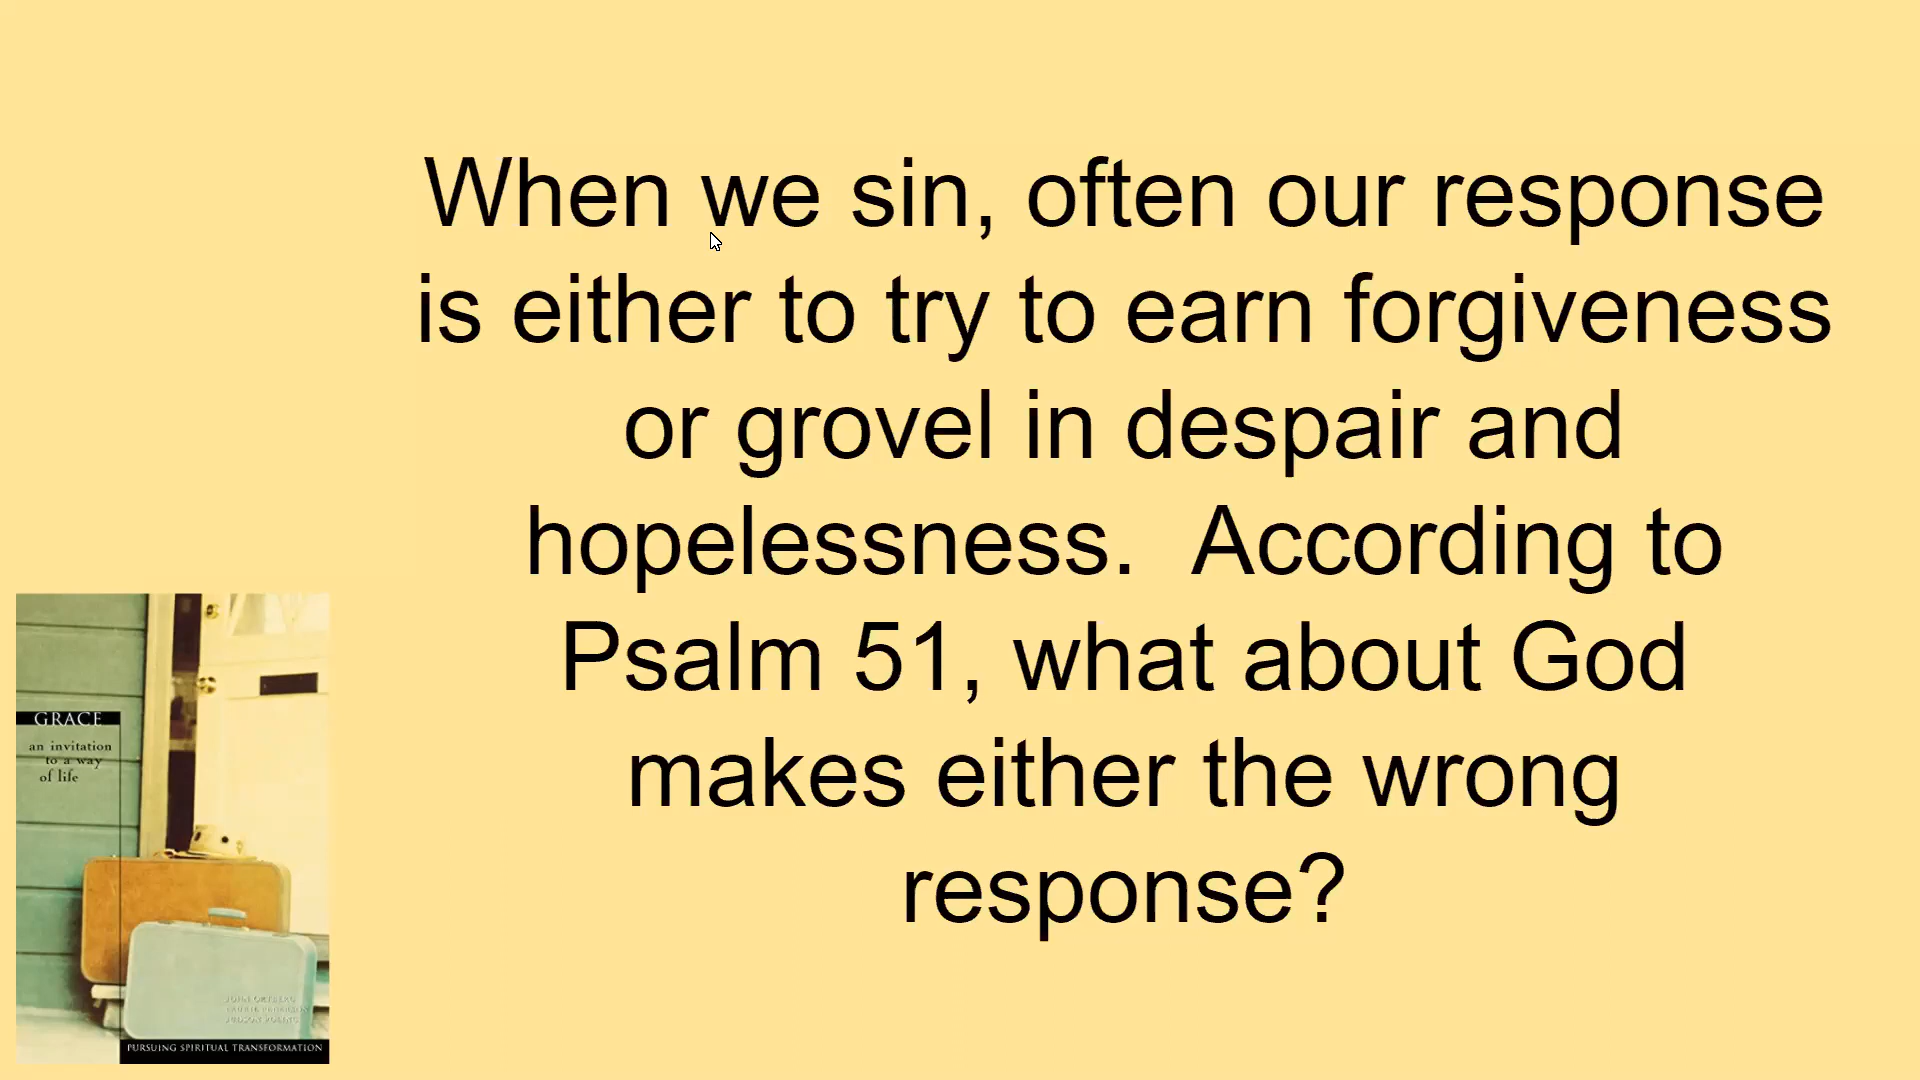 When we sin, often our response
is either to try to earn forgiveness
or grovel in despair and
hopelessness.  According to
Psalm 51, what about God
makes either the wrong
response?
GRACE
an invitation
to a way
of life
JOHN ORTBERG
PURSUING SPIRITUAL TRANSFORMATION